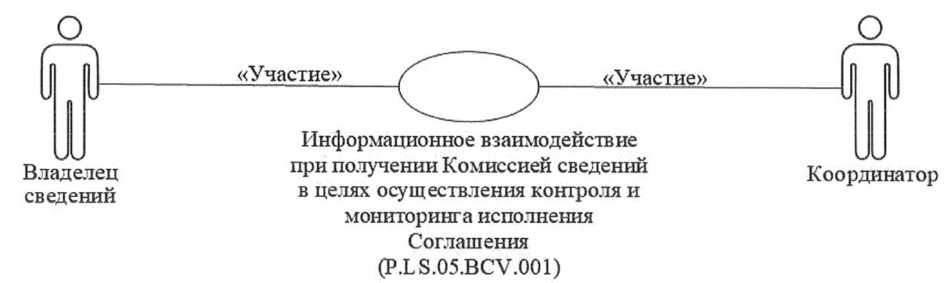 «Участие»
«Участие»
Владелец
сведений
Информационное взаимодействие
при получении Комиссией сведений
в целях осуществления контроля и
мониторинга исполнения
Соглашения
(P.LS.05.BCV.001)
Координатор